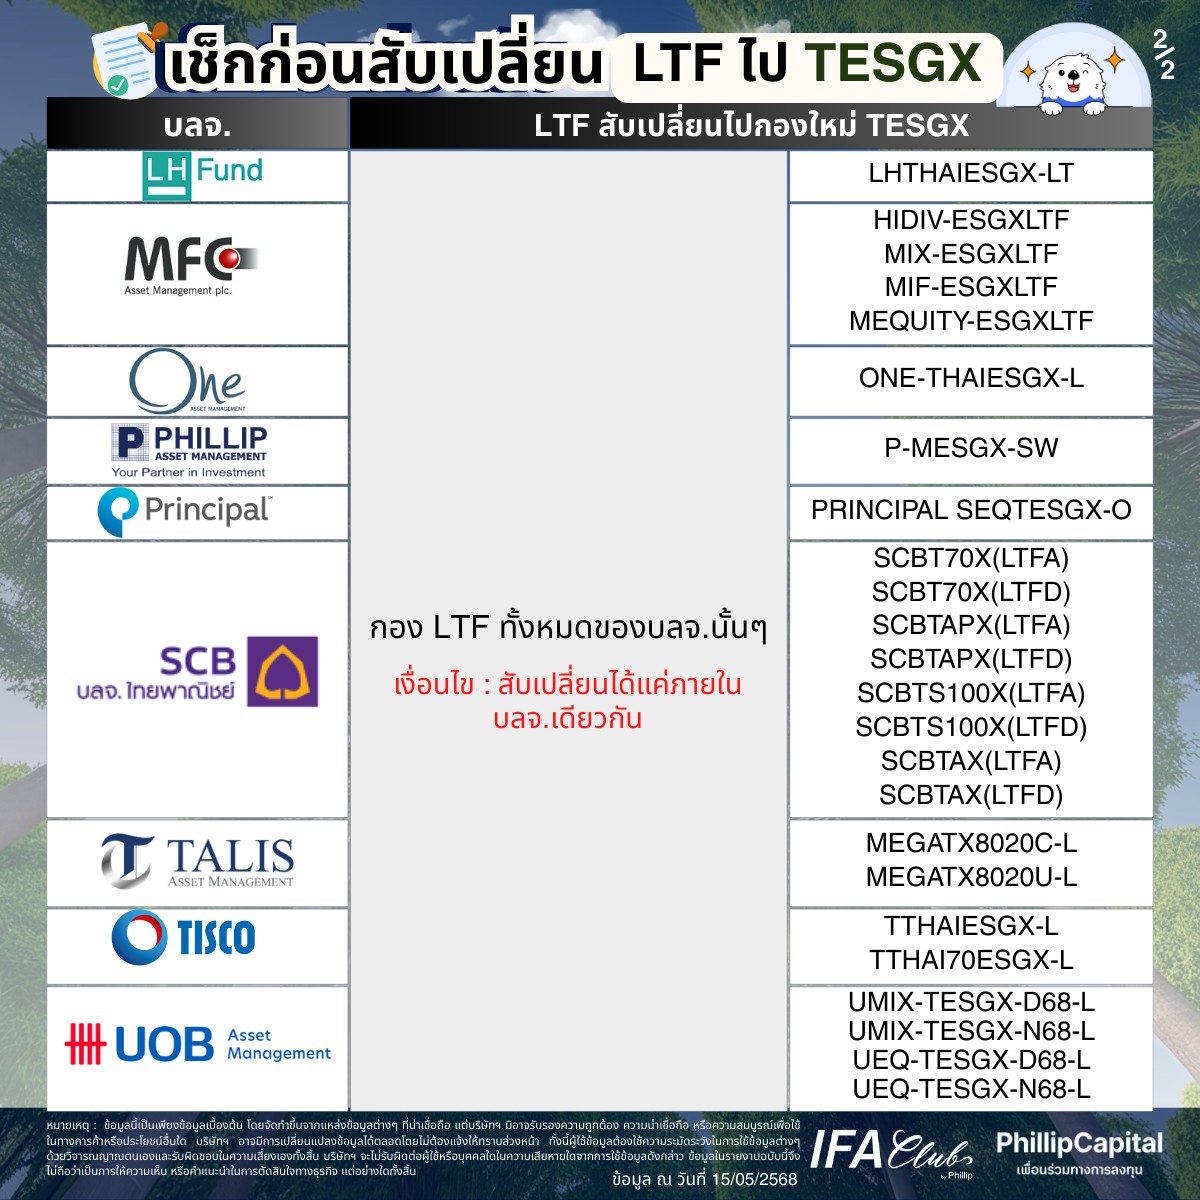 เช็กก่อนสับเปลี่ยน LTF ไป TESGX
2/2
บลจ.
LTF สับเปลี่ยนไปกองใหม่ TESGX
LH Fund
LHTHAIESGX-LT
MFC
Asset Management plc.
HIDIV-ESGXLTF
MIX-ESGXLTF
MIF-ESGXLTF
MEQUITY-ESGXLTF
One
ASSET MANAGEMENT
ONE-THAIESGX-L
P PHILLIP
ASSET MANAGEMENT
Your Partner in Investment
P-MESGX-SW
Principal™
PRINCIPAL SEQTESGX-O
กอง LTF ทั้งหมดของบลจ.นั้นๆ
เงื่อนไข : สับเปลี่ยนได้แค่ภายใน
บลจ.เดียวกัน
SCB
บลจ. ไทยพาณิชย์
SCBT70X(LTFA)
SCBT70X(LTFD)
SCBTAPX(LTFA)
SCBTAPX(LTFD)
SCBTS100X(LTFA)
SCBTS100X(LTFD)
SCBTAX(LTFA)
SCBTAX(LTFD)
TALIS
ASSET MANAGEMENT
MEGATX8020C-L
MEGATX8020U-L
TISCO
TTHAIESGX-L
TTHAI70ESGX-L
UOB Asset
Management
UMIX-TESGX-D68-L
UMIX-TESGX-N68-L
UEQ-TESGX-D68-L
UEQ-TESGX-N68-L
หมายเหตุ : ข้อมูลนี้เป็นเพียงข้อมูลเบื้องต้น โดยจัดทำขึ้นจากแหล่งข้อมูลต่างๆ ที่น่าเชื่อถือ แต่บริษัทฯ มิอาจรับรองความถูกต้อง ความน่าเชื่อถือ หรือความสมบูรณ์เพื่อใช้
ในทางการค้าหรือประโยชน์อื่นใด บริษัทฯ อาจมีการเปลี่ยนแปลงข้อมูลได้ตลอดโดยไม่ต้องแจ้งให้ทราบล่วงหน้า ทั้งนี้ผู้ใช้ข้อมูลต้องใช้ความระมัดระวังในการใช้ข้อมูลต่างๆ
ด้วยวิจารณญาณตนเองและรับผิดชอบในความเสี่ยงเองทั้งสิ้น บริษัทฯ จะไม่รับผิดต่อผู้ใช้หรือบุคคลใดในความเสียหายใดจากการใช้ข้อมูลดังกล่าว ข้อมูลในรายงานฉบับนี้จึง
ไม่ถือว่าเป็นการให้ความเห็น หรือคำแนะนำในการตัดสินใจทางธุรกิจ แต่อย่างใดทั้งสิ้น
ข้อมูล ณ วันที่ 15/05/2568
IFA Club
by Phillip
PhillipCapital
เพื่อนร่วมทางการลงทุน